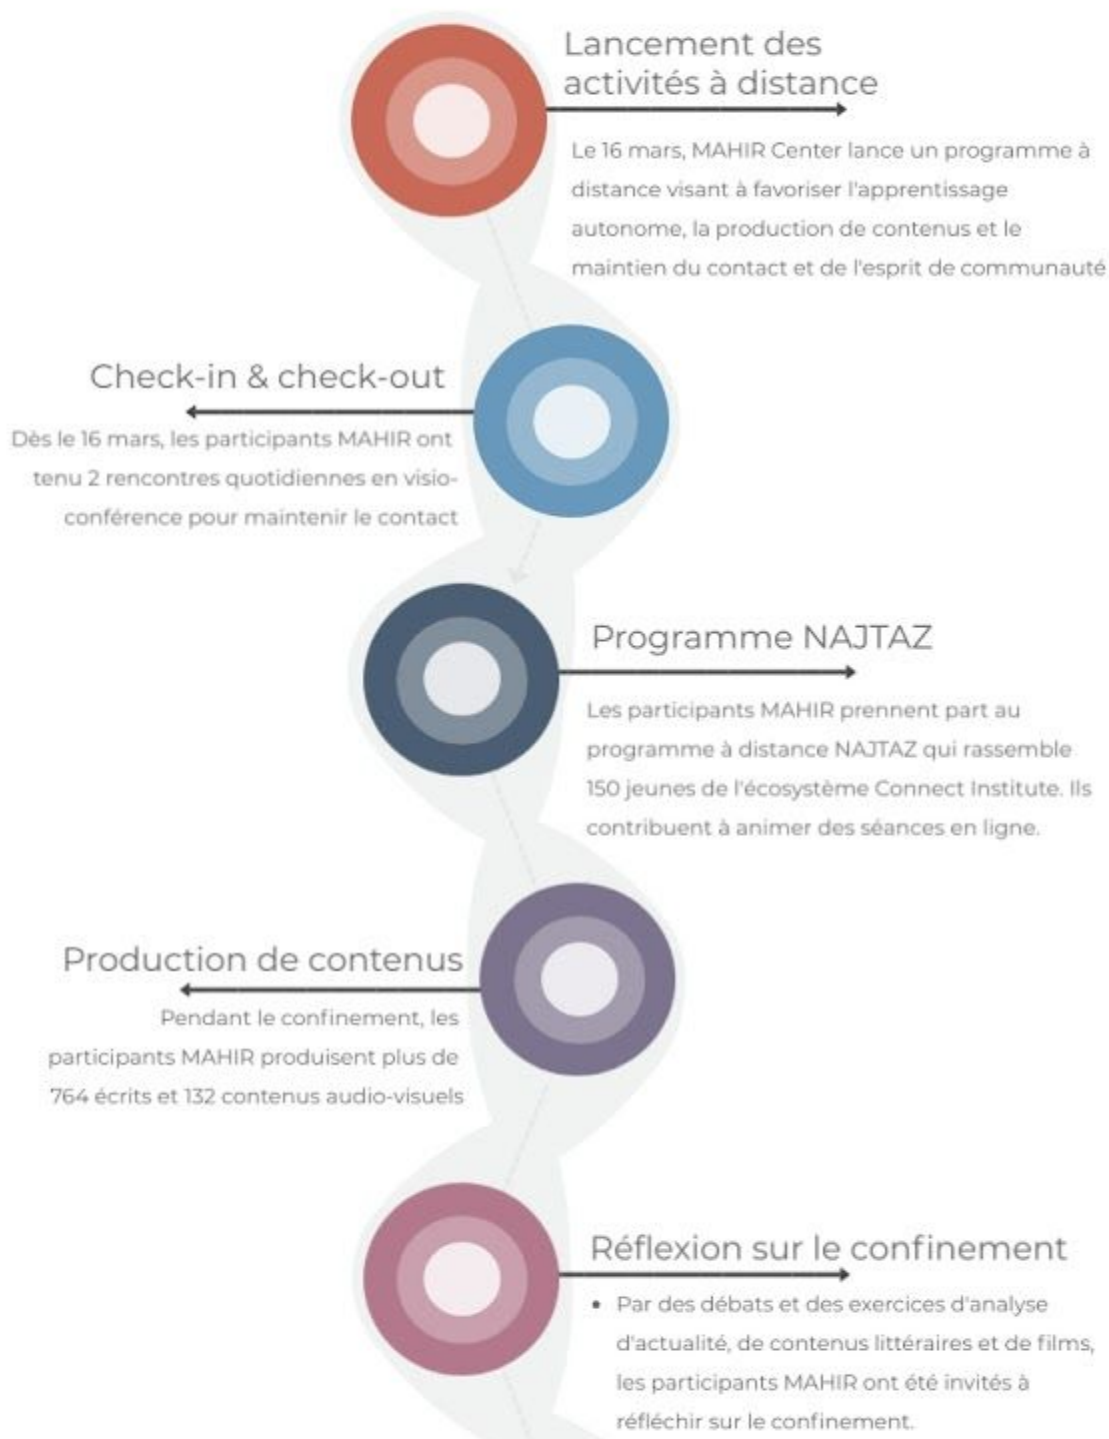 Lancement des
activités à distance
Le 16 mars, MAHIR Center lance un programme à
distance visant à favoriser l'apprentissage
autonome, la production de contenus et le
maintien du contact et de l'esprit de communauté
Check-in & check-out
Dès le 16 mars, les participants MAHIR ont
tenu 2 rencontres quotidiennes en visio-
conférence pour maintenir le contact
Programme NAJTAZ
Les participants MAHIR prennent part au
programme à distance NAJTAZ qui rassemble
150 jeunes de l'écosystème Connect Institute. Ils
contribuent à animer des séances en ligne.
Production de contenus
Pendant le confinement, les
participants MAHIR produisent plus de
764 écrits et 132 contenus audio-visuels
Réflexion sur le confinement
• Par des débats et des exercices d'analyse
d'actualité, de contenus littéraires et de films,
les participants MAHIR ont été invités à
réfléchir sur le confinement.